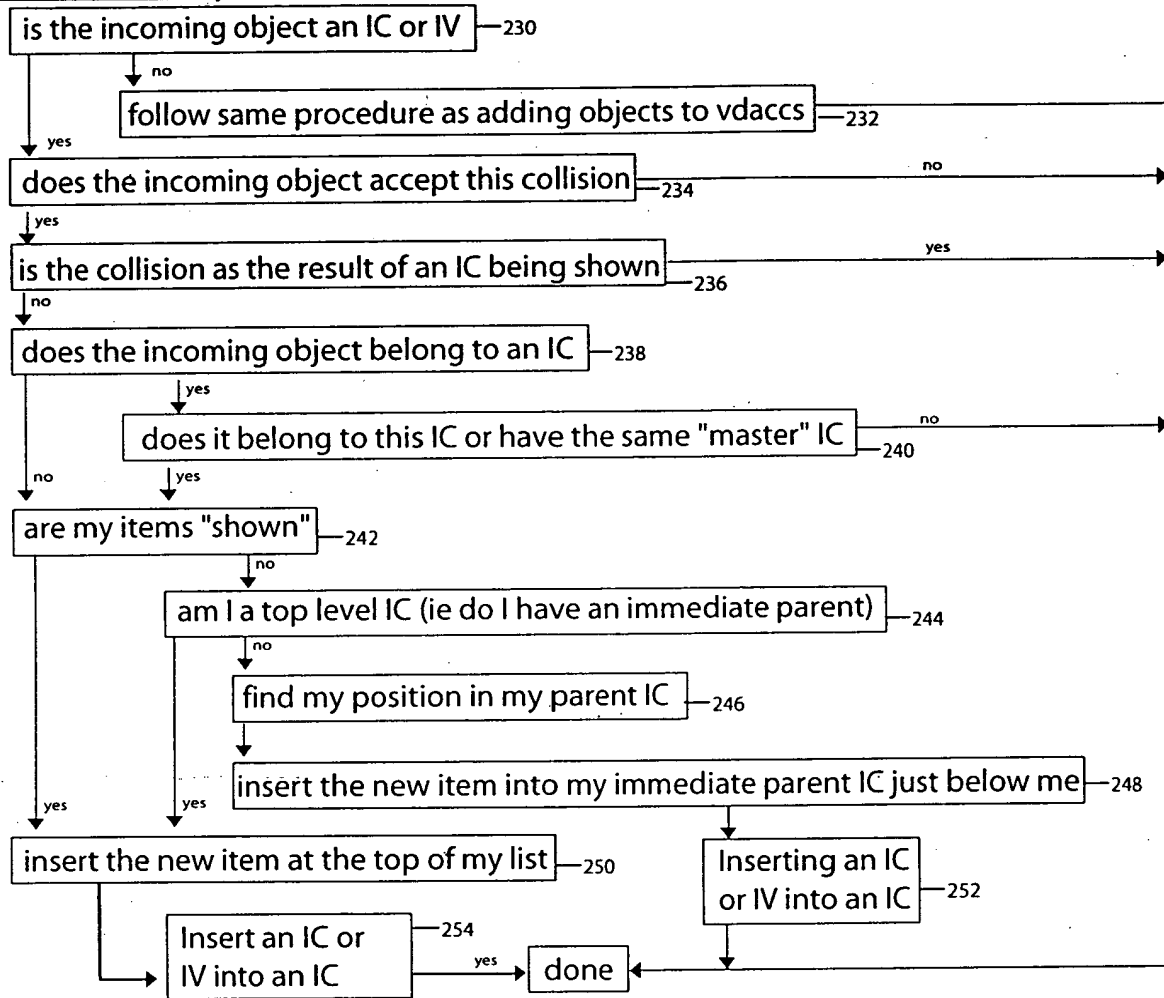 is the incoming object an IC or IV 230
no
follow same procedure as adding objects to vdaccs 232
yes
does the incoming object accept this collision 234 no
yes
is the collision as the result of an IC being shown 236 yes
no
does the incoming object belong to an IC 238
yes
does it belong to this IC or have the same "master" IC 240 no
no yes
are my items "shown" 242
no
am I a top level IC (ie do I have an immediate parent) 244
no
find my position in my parent IC 246
insert the new item into my immediate parent IC just below me 248
yes yes
insert the new item at the top of my list 250
Inserting an IC
or IV into an IC 252
Insert an IC or 254
IV into an IC yes done